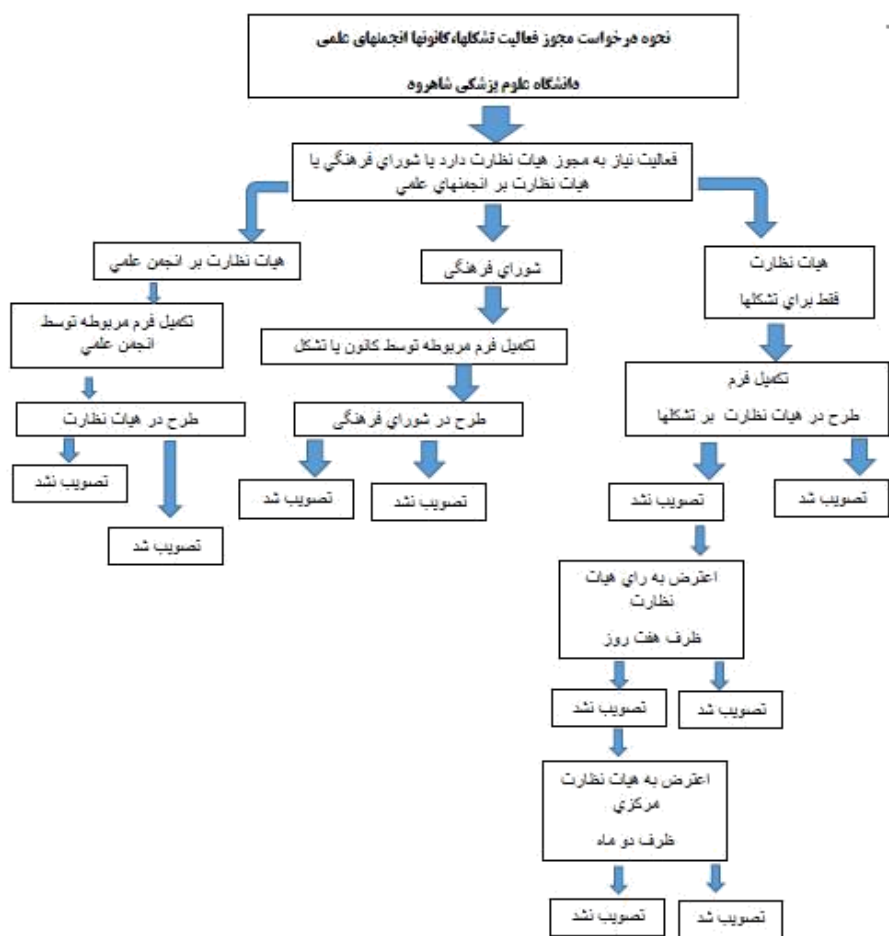 نحوه درخواست مجوز فعالیت تشکلها،کانونها انجمنهای علمی
دانشگاه علوم پزشکی شاهرود
فعالیت نیاز به مجوز هیات نظارت دارد یا شورای فرهنگی یا
هیات نظارت بر انجمنهای علمی
هیات نظارت
فقط برای تشکلها
شورای فرهنگی
هیات نظارت بر انجمن علمی
تکمیل فرم
طرح در هیات نظارت بر تشکلها
تکمیل فرم مربوطه توسط کانون یا تشکل
تکمیل فرم مربوطه توسط
انجمن علمی
طرح در شورای فرهنگی
طرح در هیات نظارت
تصویب شد
تصویب نشد
تصویب نشد
تصویب شد
تصویب نشد
تصویب شد
اعترض به رای هیات
نظارت
ظرف هفت روز
تصویب شد
تصویب نشد
اعترض به هیات نظارت
مرکزی
ظرف دو ماه
تصویب شد
تصویب نشد